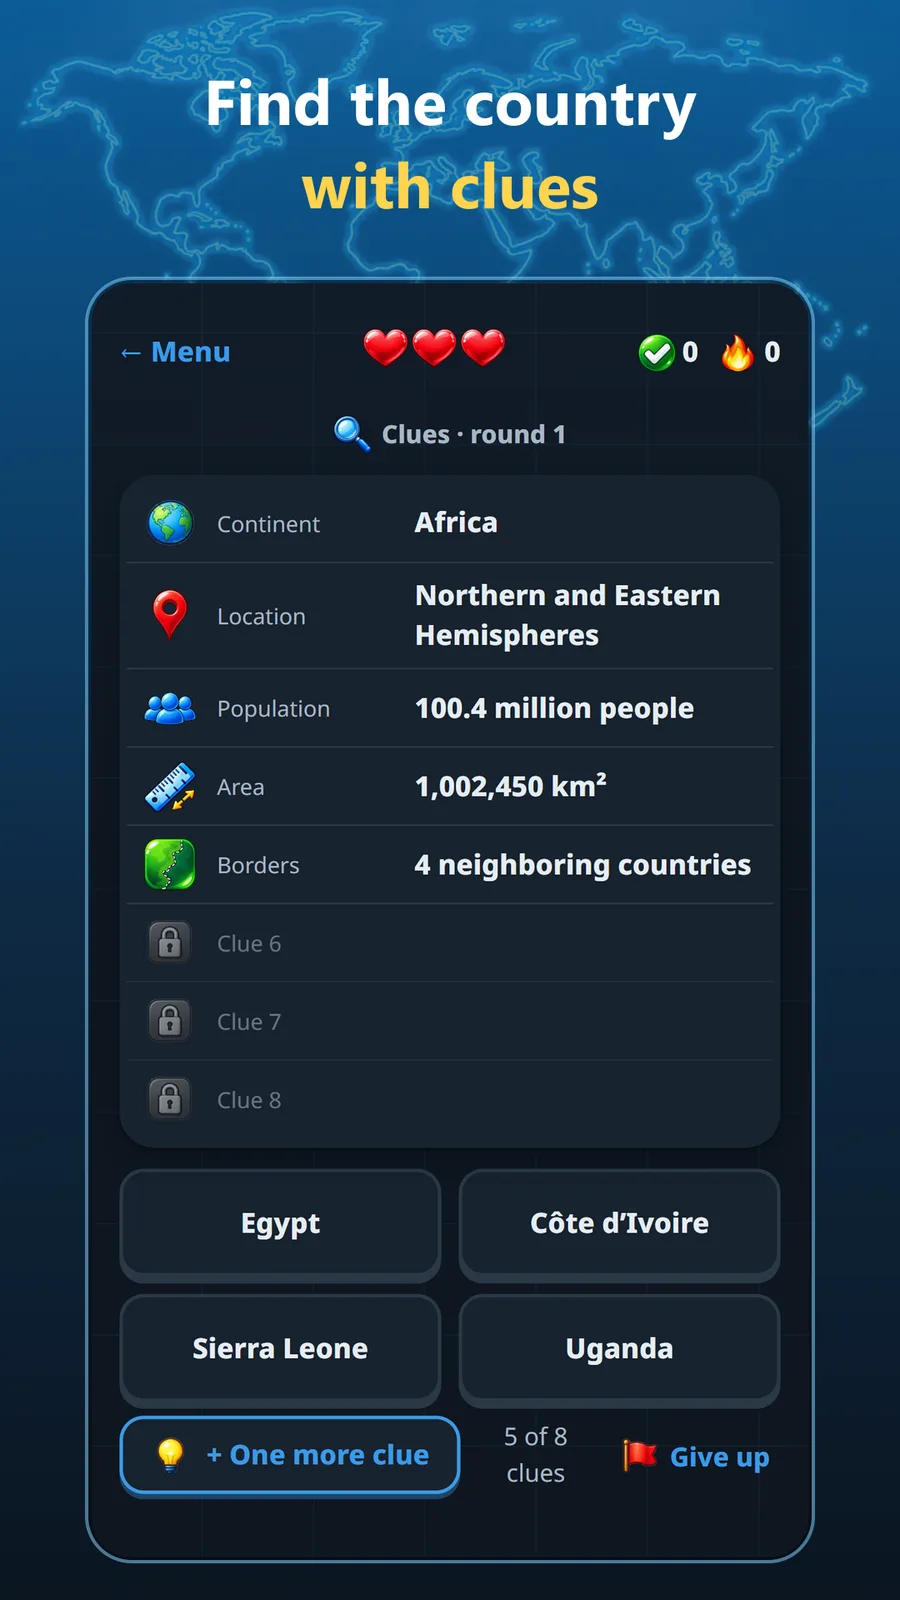 Find the country
with clues
← Menu
0
0
Clues · round 1
Continent
Africa
Location
Northern and Eastern
Hemispheres
Population
100.4 million people
Area
1,002,450 km²
Borders
4 neighboring countries
Clue 6
Clue 7
Clue 8
Egypt
Côte d’Ivoire
Sierra Leone
Uganda
+ One more clue
5 of 8
clues
Give up